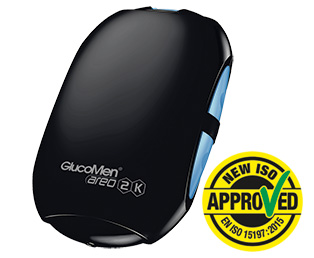 GlucoMen®
areo 2K
NEW ISO
APPROVED
EN ISO 15197:2015